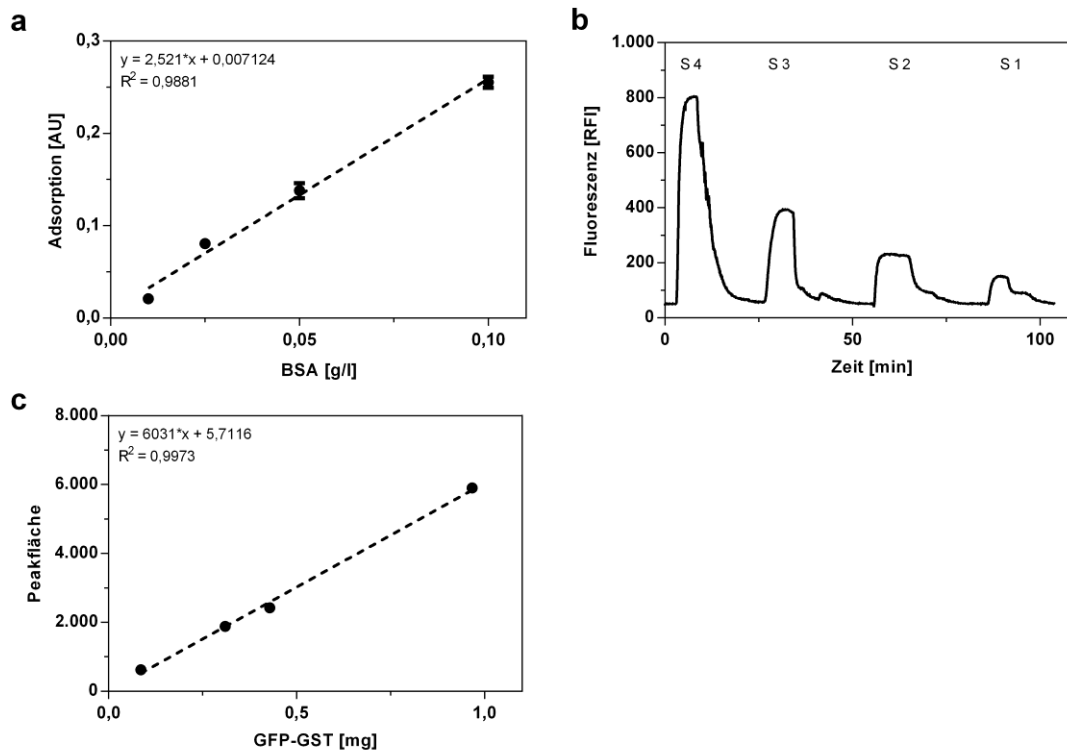 a
y = 2,521*x + 0,007124
R² = 0,9881
0,3
0,2
0,1
0,0
Adsorption [AU]
0,00
0,05
0,10
BSA [g/l]
b
1.000
800
600
400
200
0
Fluoreszenz [RFI]
S 4
S 3
S 2
S 1
0
50
100
Zeit [min]
c
y = 6031*x + 5,7116
R² = 0,9973
8.000
6.000
4.000
2.000
0
Peakfläche
0,0
0,5
1,0
GFP-GST [mg]